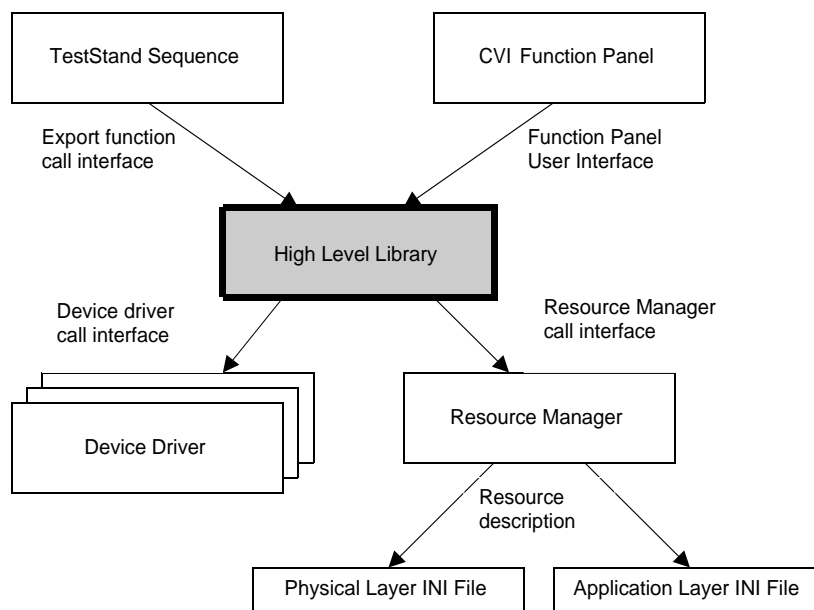 TestStand Sequence
CVI Function Panel
Export function
call interface
Function Panel
User Interface
High Level Library
Device driver
call interface
Resource Manager
call interface
Device Driver
Resource Manager
Resource
description
Physical Layer INI File
Application Layer INI File